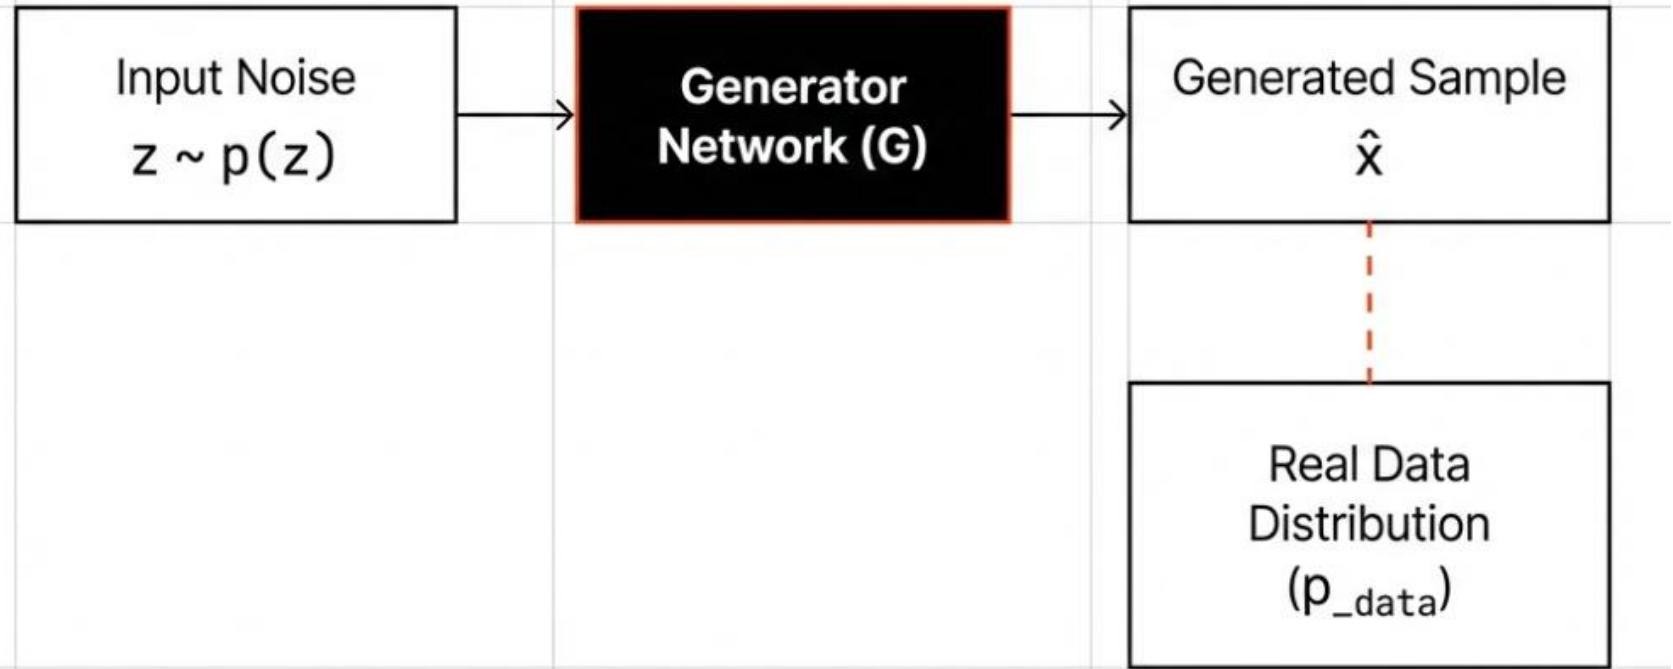 Input Noise
z ~ p(z)
Generator
Network (G)
Generated Sample
x̂
Real Data
Distribution
(p_data)